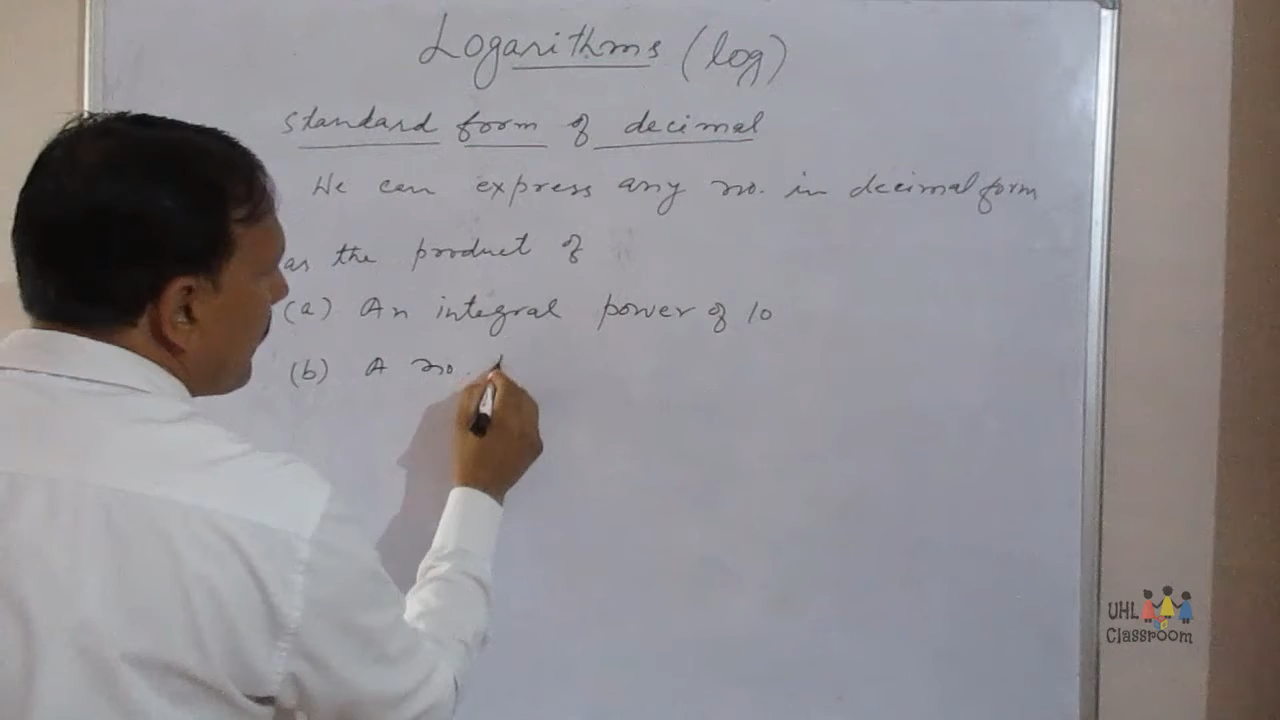 Logarithms (log)
Standard form of decimal
We can express any no. in decimal form
as the product of
(a) An integral power of 10
(b) A no.
UHL
Classroom